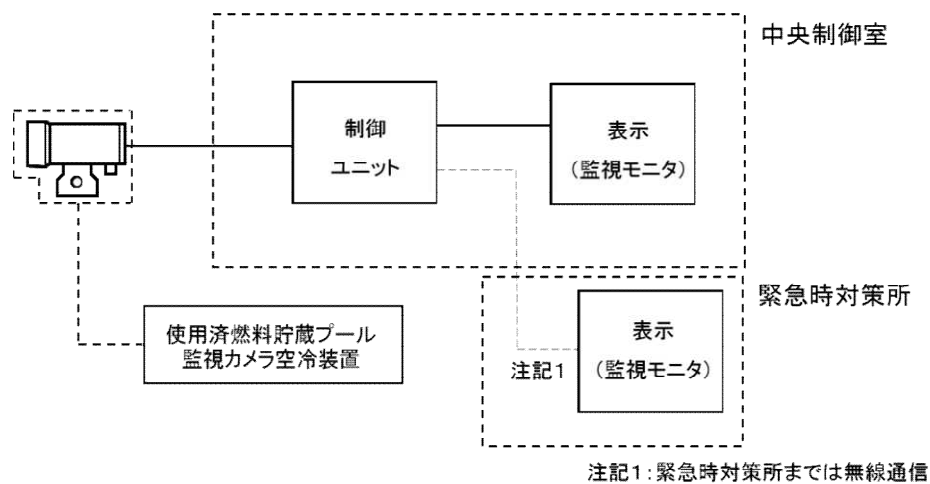 中央制御室
制御
ユニット
表示
(監視モニタ)
緊急時対策所
使用済燃料貯蔵プール
監視カメラ空冷装置
表示
(監視モニタ)
注記1
注記1:緊急時対策所までは無線通信